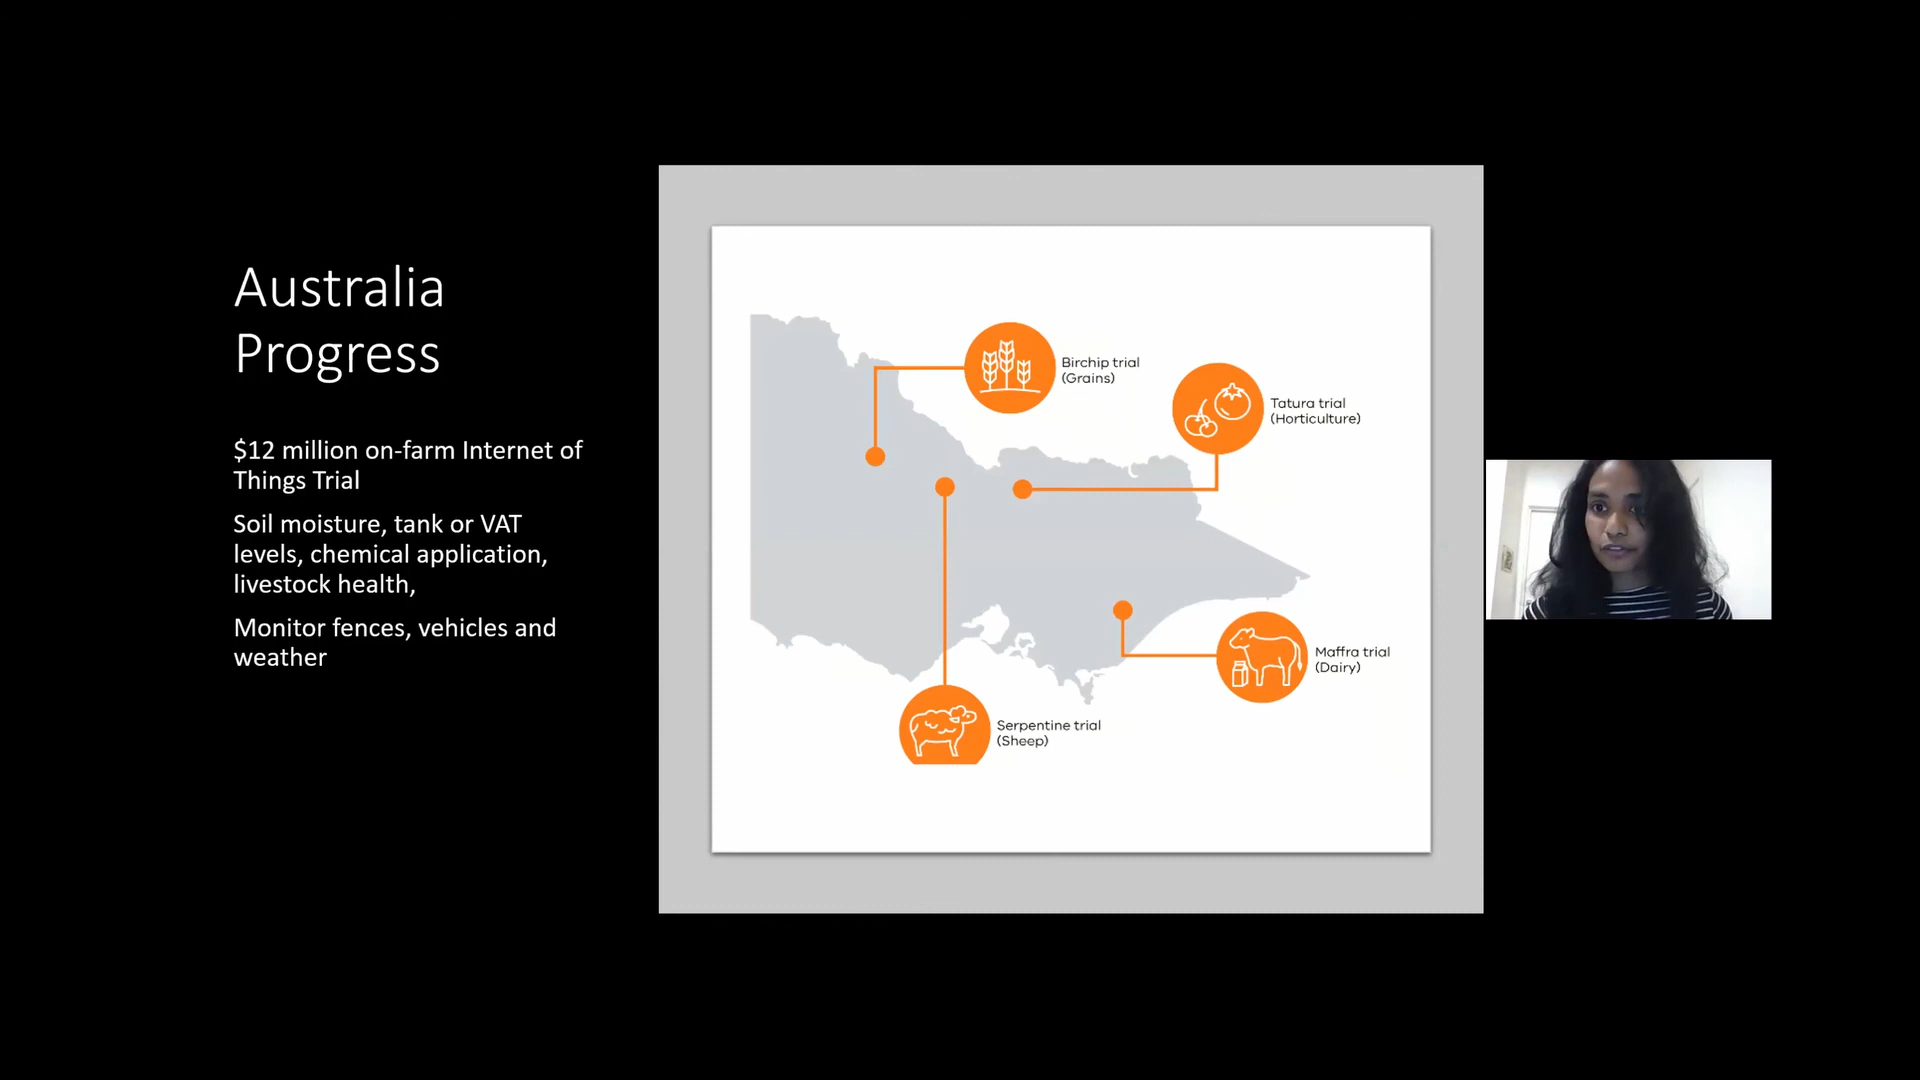 Australia
Progress
$12 million on-farm Internet of
Things Trial
Soil moisture, tank or VAT
levels, chemical application,
livestock health,
Monitor fences, vehicles and
weather
Birchip trial
(Grains)
Tatura trial
(Horticulture)
Maffra trial
(Dairy)
Serpentine trial
(Sheep)